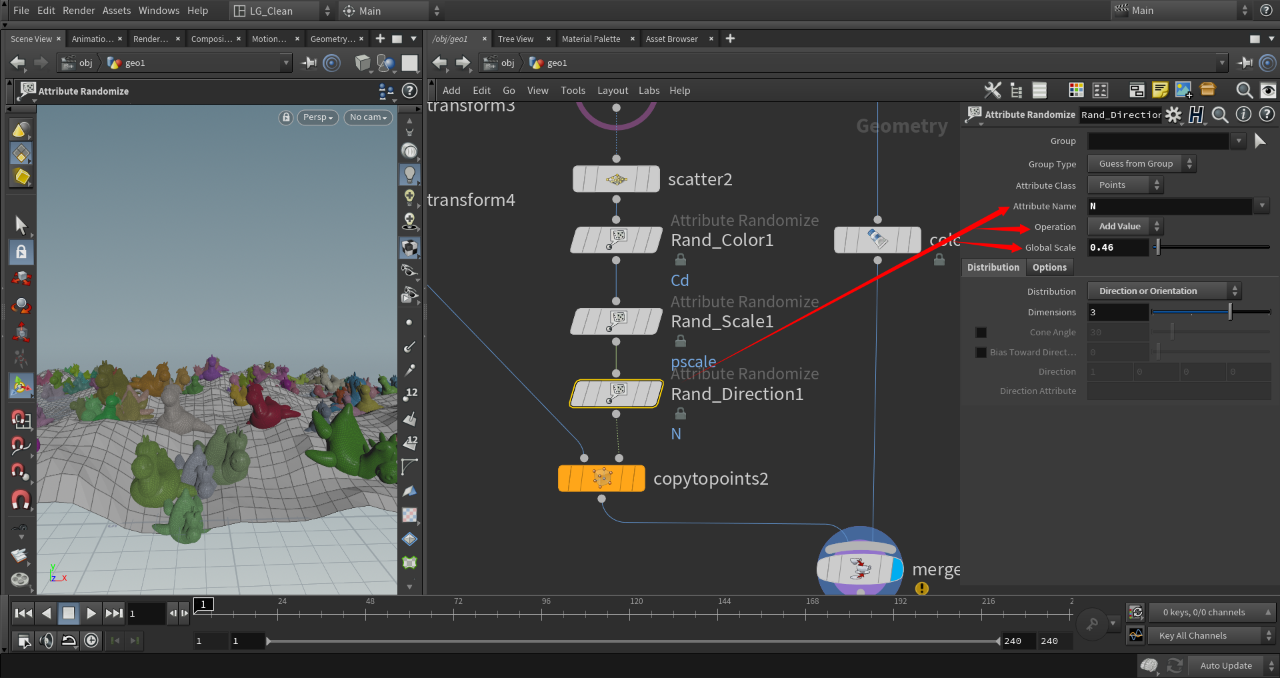 File Edit Render Assets Windows Help LG_Clean Main Main
Scene View Animatio... Render... Composi... Motion... Geometry...
/obj/geo1 Tree View Material Palette Asset Browser
obj geo1
obj geo1
Attribute Randomize
Persp No cam
12
12
y
z x
Add Edit Go View Tools Layout Labs Help
transform3
Geometry
scatter2
transform4
Attribute Randomize
Rand_Color1
Cd
Attribute Randomize
Rand_Scale1
pscale
Attribute Randomize
Rand_Direction1
N
copytopoints2
merge
Attribute Randomize Rand_Direction
Group
Group Type Guess from Group
Attribute Class Points
Attribute Name N
Operation Add Value
Global Scale 0.46
Distribution Options
Distribution Direction or Orientation
Dimensions 3
Cone Angle 30
Bias Toward Direct... 0
Direction 1 0 0 0
Direction Attribute
1 1 24 48 72 96 120 144 168 192 216 2
0 keys, 0/0 channels
1 1 240 240 Key All Channels
Auto Update